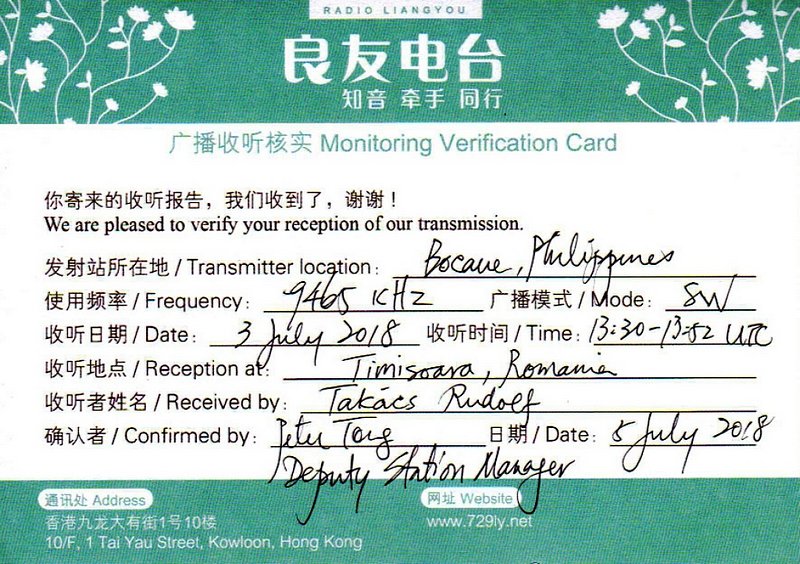 RADIO LIANGYOU
良友电台
知音 牵手 同行
广播收听核实 Monitoring Verification Card
你寄来的收听报告，我们收到了，谢谢！
We are pleased to verify your reception of our transmission.
发射站所在地 / Transmitter location: Bocaue, Philippines
使用频率 / Frequency: 9465 KHz 广播模式 / Mode: SW
收听日期 / Date: 3 July 2018 收听时间 / Time: 13:30-13:52 UTC
收听地点 / Reception at: Timisoara, Romania
收听者姓名 / Received by: Takács Rudolf
确认者 / Confirmed by: Peter Tong 日期 / Date: 5 July 2018
Deputy Station Manager
通讯处 Address 网址 Website
香港九龙大有街1号10楼 www.729ly.net
10/F, 1 Tai Yau Street, Kowloon, Hong Kong